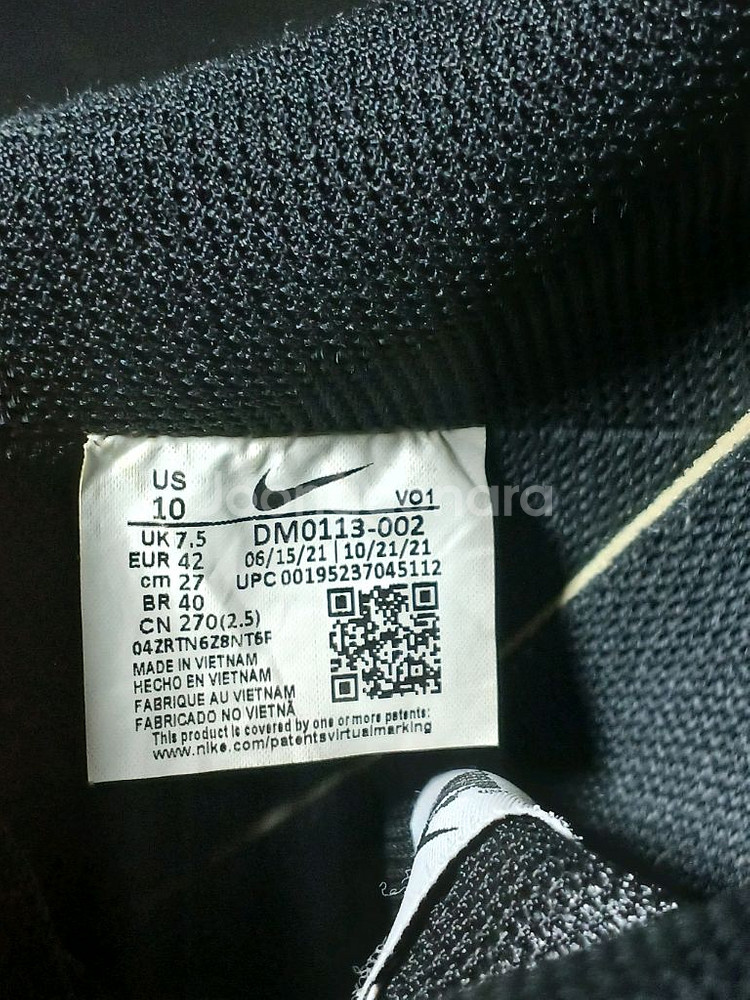 US
10
V01
UK 7.5
DM0113-002
EUR 42
06/15/21 | 10/21/21
cm 27
UPC 00195237045112
BR 40
CN 270(2.5)
04ZRTN6Z8NT6F
MADE IN VIETNAM
HECHO EN VIETNAM
FABRIQUE AU VIETNAM
FABRICADO NO VIETNÃ
This product is covered by one or more patents:
www.nike.com/patentsvirtualmarking